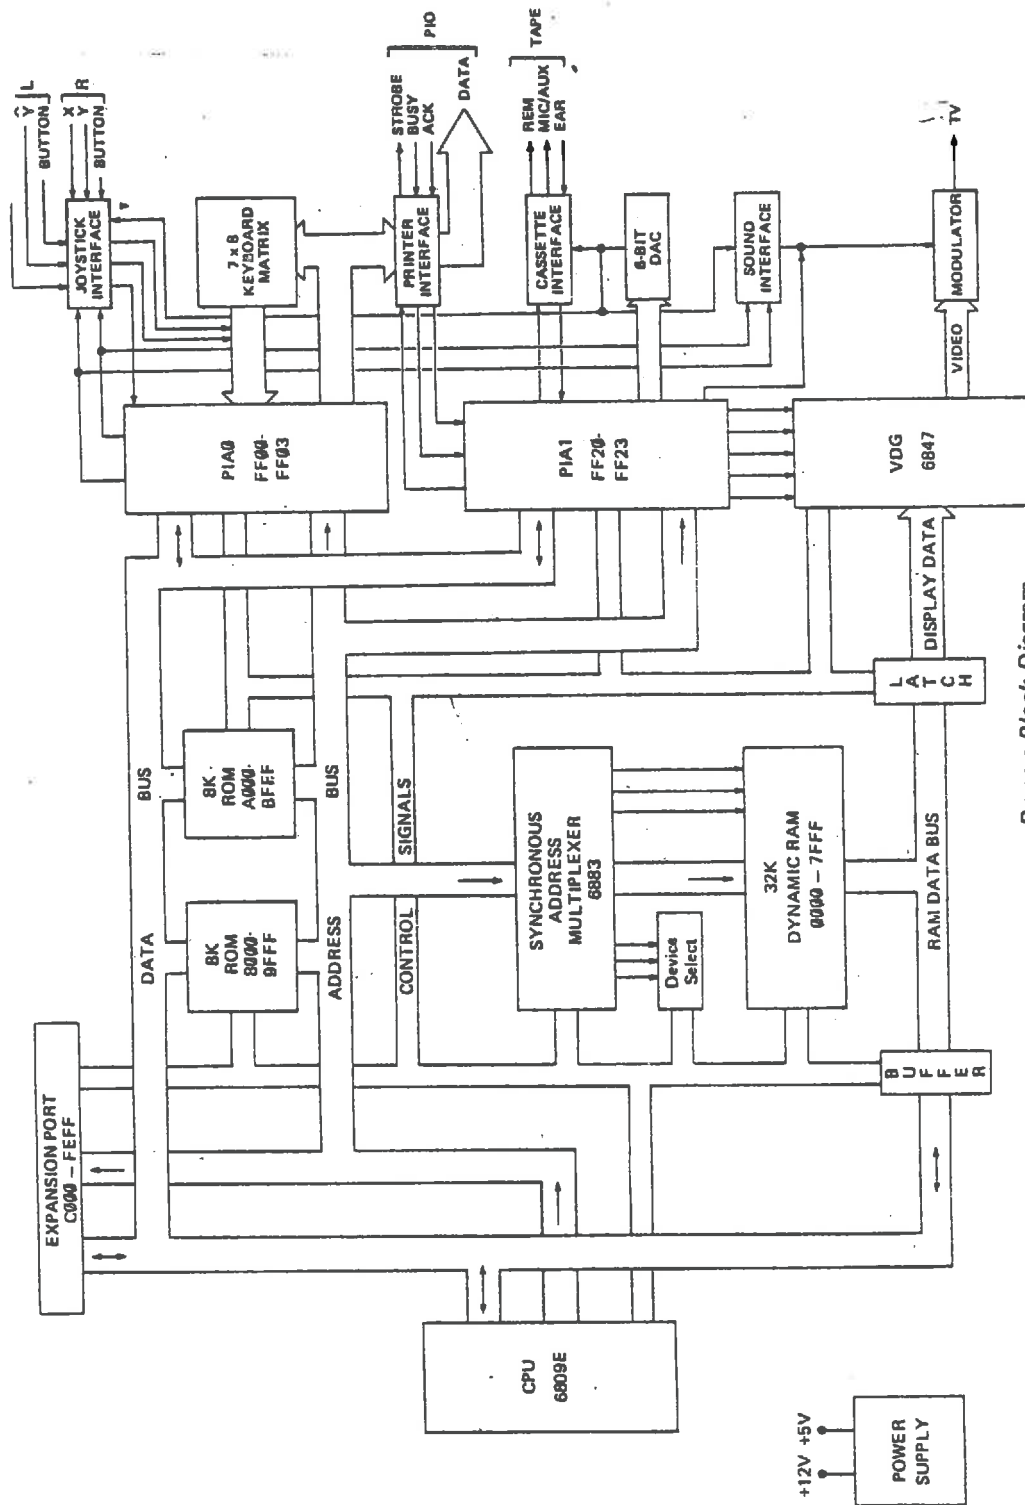 EXPANSION PORT
C000 – FEFF
CPU
6809E
+12V +5V
POWER
SUPPLY
DATA
BUS
8K
ROM
8000-
9FFF
8K
ROM
A000-
BFFF
ADDRESS
BUS
CONTROL
SIGNALS
SYNCHRONOUS
ADDRESS
MULTIPLEXER
6883
Device
Select
32K
DYNAMIC RAM
0000 – 7FFF
BUFFER
RAM DATA BUS
LATCH
DISPLAY DATA
PIA0
FF00-
FF03
PIA1
FF20-
FF23
VDG
6847
VIDEO
JOYSTICK
INTERFACE
Y
L
BUTTON
X
Y
R
BUTTON
7 x 8
KEYBOARD
MATRIX
PRINTER
INTERFACE
STROBE
BUSY
ACK
DATA
PIO
CASSETTE
INTERFACE
REM
MIC/AUX
EAR
TAPE
6-BIT
DAC
SOUND
INTERFACE
MODULATOR
TV
Block Diagram